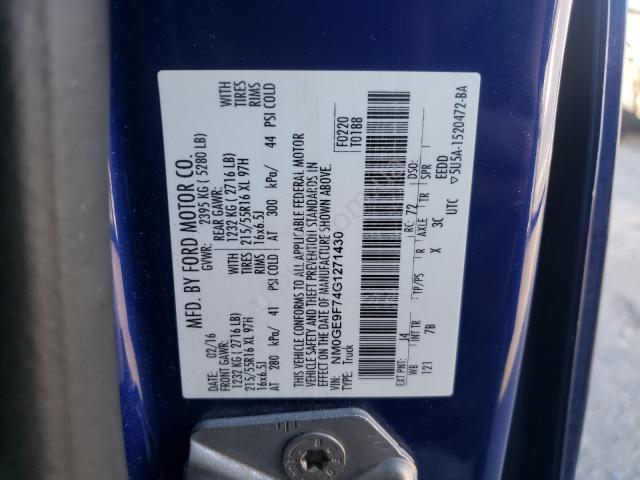 MFD. BY FORD MOTOR CO.
DATE: 02/16 GVWR: 2395 KG ( 5280 LB)
FRONT GAWR: REAR GAWR:
1232 KG ( 2716 LB) 1232 KG ( 2716 LB) WITH
215/55R16 XL 97H 215/55R16 XL 97H TIRES
16x6.5J 16x6.5J RIMS
AT 280 kPa/ 41 PSI COLD AT 300 kPa/ 44 PSI COLD
WITH
TIRES
RIMS
THIS VEHICLE CONFORMS TO ALL APPLICABLE FEDERAL MOTOR
VEHICLE SAFETY AND THEFT PREVENTION STANDARDS IN
EFFECT ON THE DATE OF MANUFACTURE SHOWN ABOVE.
VIN: NM0GE9F74G1271430 F0220
TYPE: Truck T0188
EXT PNT: J4 RC: 72 DSO:
WB INT TR TP/PS R AXLE TR SPR
121 7B X 3C EEDD
UTC ▽5U5A-1520472-BA